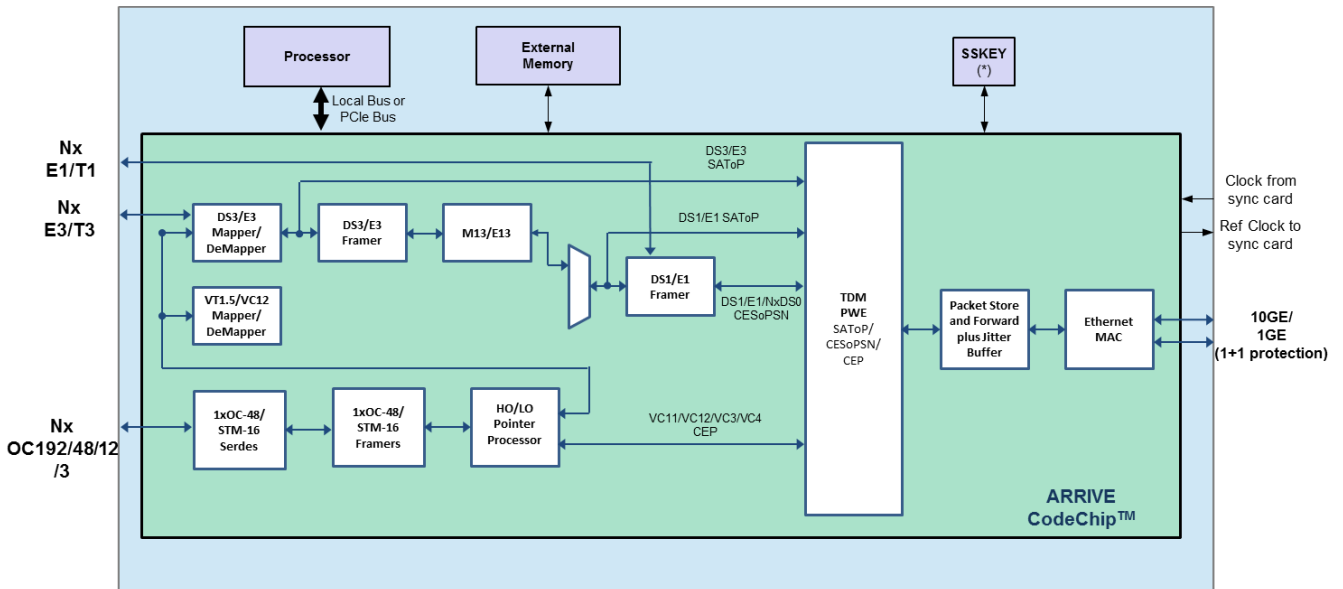 Processor
External
Memory
SSKEY
(*)
Local Bus or
PCIe Bus
Nx
E1/T1
Nx
E3/T3
DS3/E3
SAToP
DS3/E3
Mapper/
DeMapper
DS3/E3
Framer
M13/E13
DS1/E1 SAToP
DS1/E1
Framer
DS1/E1/NxDS0
CESoPSN
VT1.5/VC12
Mapper/
DeMapper
TDM
PWE
SAToP/
CESoPSN/
CEP
Packet Store
and Forward
plus Jitter
Buffer
Ethernet
MAC
Clock from
sync card
Ref Clock to
sync card
10GE/
1GE
(1+1 protection)
Nx
OC192/48/12
/3
1xOC-48/
STM-16
Serdes
1xOC-48/
STM-16
Framers
HO/LO
Pointer
Processor
VC11/VC12/VC3/VC4
CEP
ARRIVE
CodeChip™